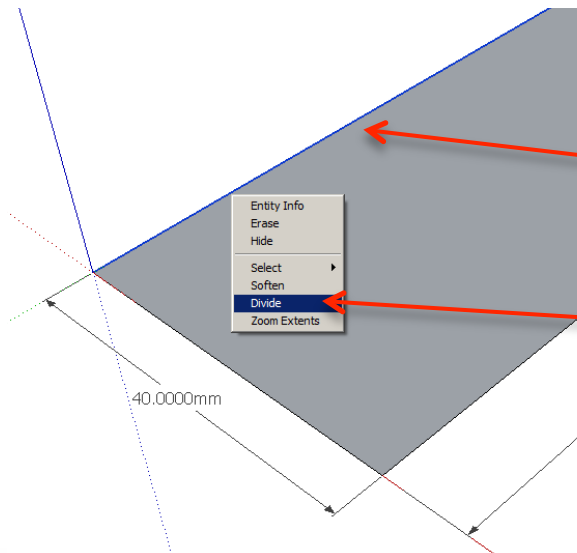 Entity Info
Erase
Hide
Select
Soften
Divide
Zoom Extents
40.0000mm